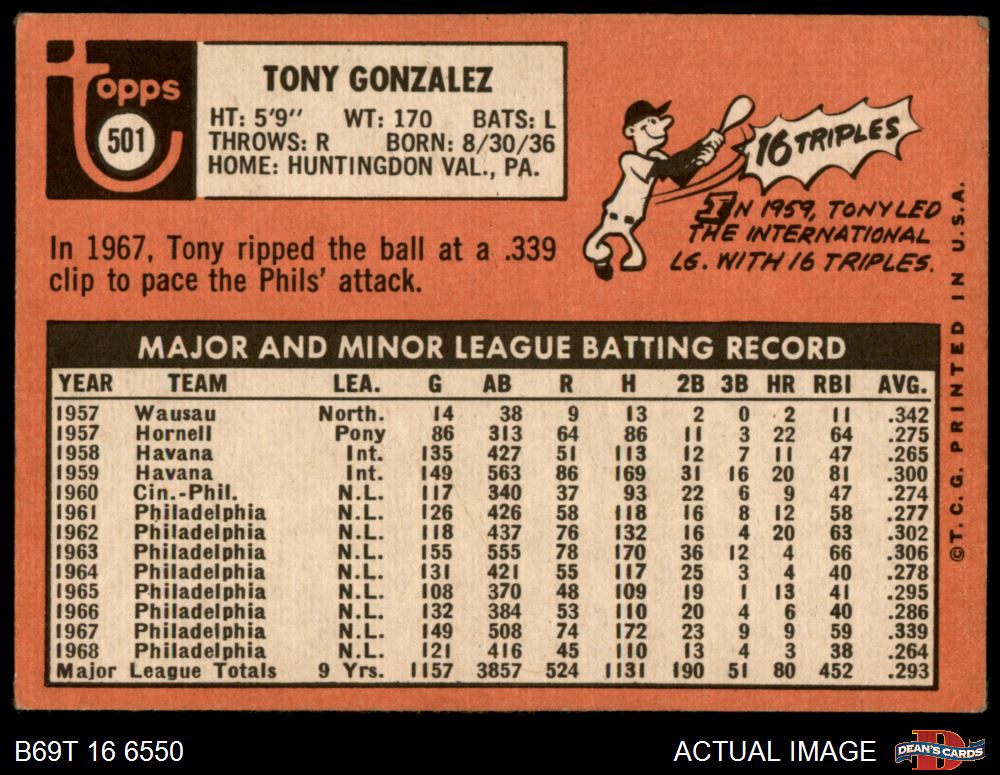 topps
501
TONY GONZALEZ
HT: 5'9" WT: 170 BATS: L
THROWS: R BORN: 8/30/36
HOME: HUNTINGDON VAL., PA.
16 TRIPLES
IN 1959, TONY LED
THE INTERNATIONAL
LG. WITH 16 TRIPLES.
In 1967, Tony ripped the ball at a .339
clip to pace the Phils' attack.
MAJOR AND MINOR LEAGUE BATTING RECORD
YEAR TEAM LEA. G AB R H 2B 3B HR RBI AVG.
1957 Wausau North. 14 38 9 13 2 0 2 11 .342
1957 Hornell Pony 86 313 64 86 11 3 22 64 .275
1958 Havana Int. 135 427 51 113 12 7 11 47 .265
1959 Havana Int. 149 563 86 169 31 16 20 81 .300
1960 Cin.-Phil. N.L. 117 340 37 93 22 6 9 47 .274
1961 Philadelphia N.L. 126 426 58 118 16 8 12 58 .277
1962 Philadelphia N.L. 118 437 76 132 16 4 20 63 .302
1963 Philadelphia N.L. 155 555 78 170 36 12 4 66 .306
1964 Philadelphia N.L. 131 421 55 117 25 3 4 40 .278
1965 Philadelphia N.L. 108 370 48 109 19 1 13 41 .295
1966 Philadelphia N.L. 132 384 53 110 20 4 6 40 .286
1967 Philadelphia N.L. 149 508 74 172 23 9 9 59 .339
1968 Philadelphia N.L. 121 416 45 110 13 4 3 38 .264
Major League Totals 9 Yrs. 1157 3857 524 1131 190 51 80 452 .293
©T.C.G. PRINTED IN U.S.A.
B69T 16 6550
ACTUAL IMAGE
DEAN'S CARDS